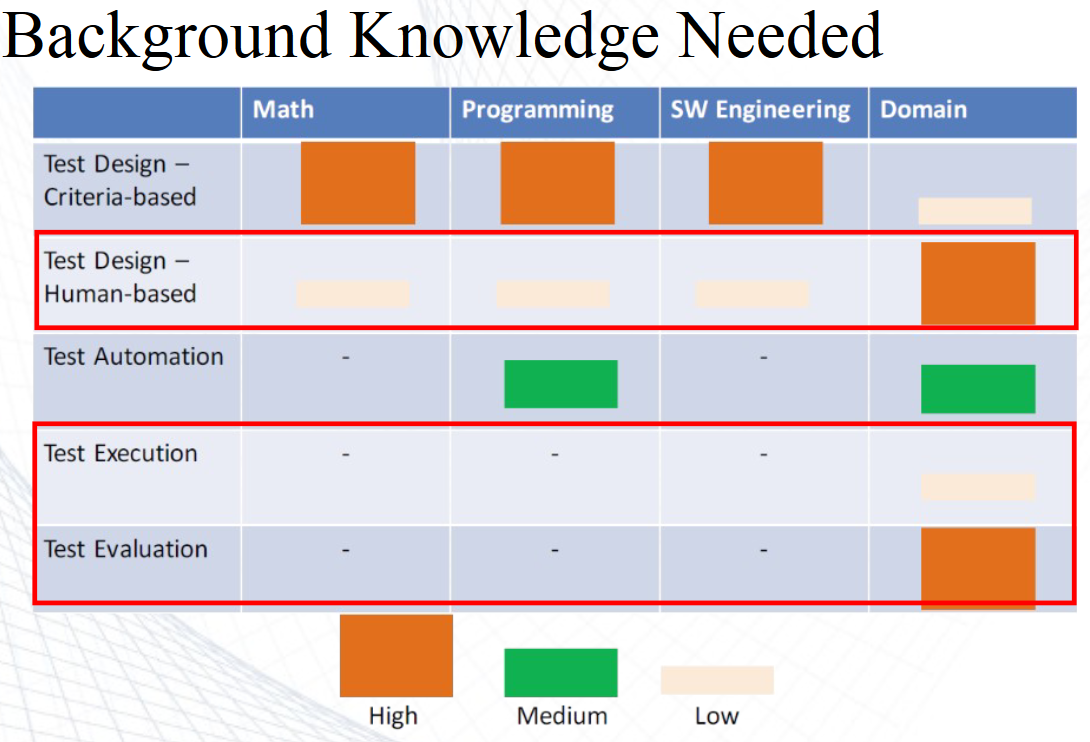 Background Knowledge Needed
Math Programming SW Engineering Domain
Test Design –
Criteria-based
Test Design –
Human-based
Test Automation - -
Test Execution - - -
Test Evaluation - - -
High Medium Low